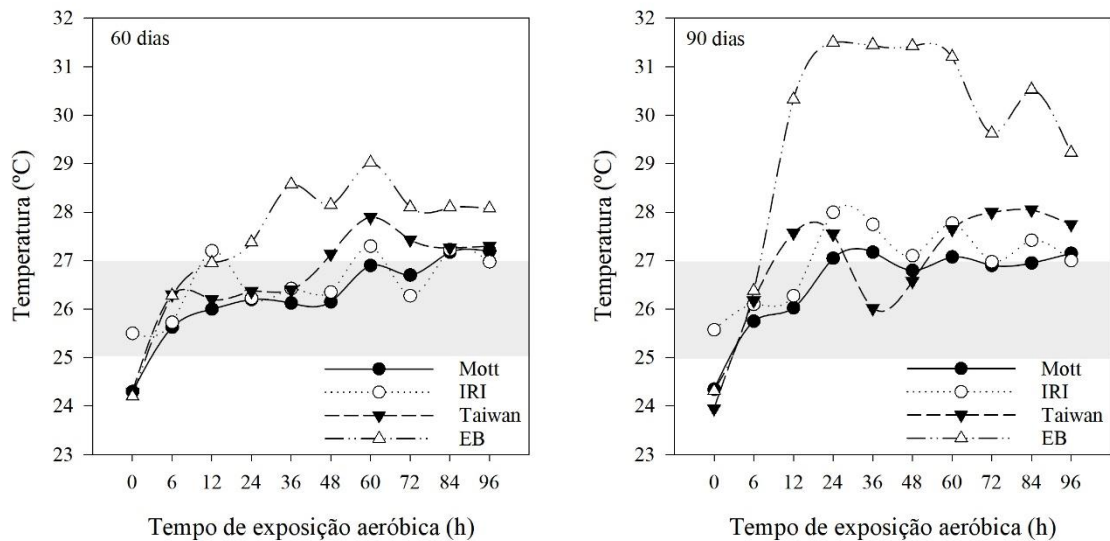 60 dias
32
31
30
29
28
27
26
25
24
23
Temperatura (ºC)
Mott
IRI
Taiwan
EB
0 6 12 24 36 48 60 72 84 96
Tempo de exposição aeróbica (h)
90 dias
32
31
30
29
28
27
26
25
24
23
Temperatura (ºC)
Mott
IRI
Taiwan
EB
0 6 12 24 36 48 60 72 84 96
Tempo de exposição aeróbica (h)